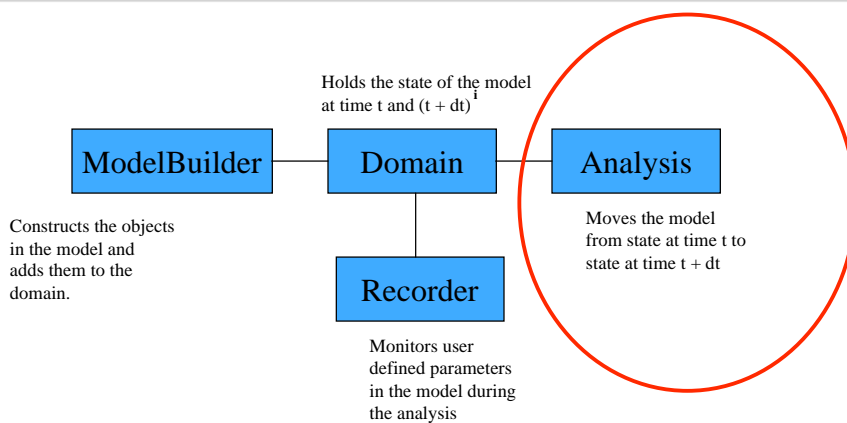 Holds the state of the model
at time t and (t + dt)^i
ModelBuilder
Domain
Analysis
Constructs the objects
in the model and
adds them to the
domain.
Moves the model
from state at time t to
state at time t + dt
Recorder
Monitors user
defined parameters
in the model during
the analysis